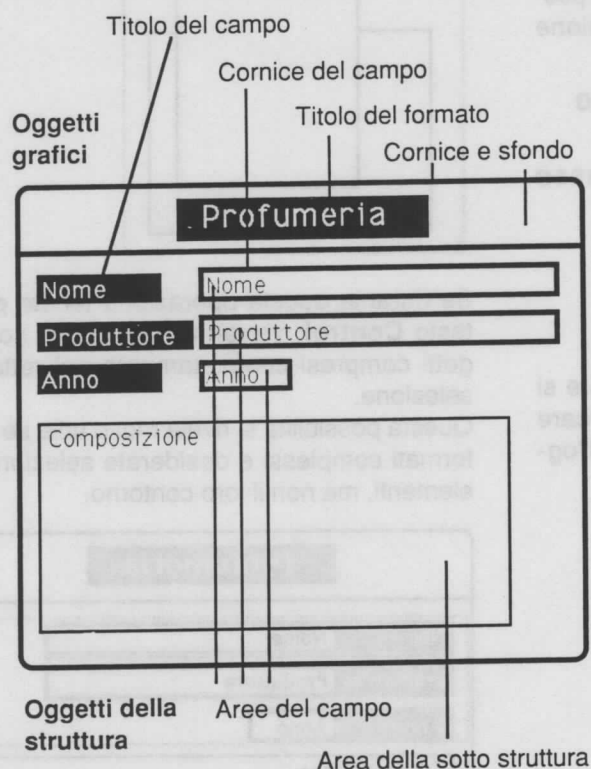 Titolo del campo
Cornice del campo
Titolo del formato
Cornice e sfondo
Oggetti
grafici
Profumeria
Nome Nome
Produttore Produttore
Anno Anno
Composizione
Oggetti della
struttura
Aree del campo
Area della sotto struttura